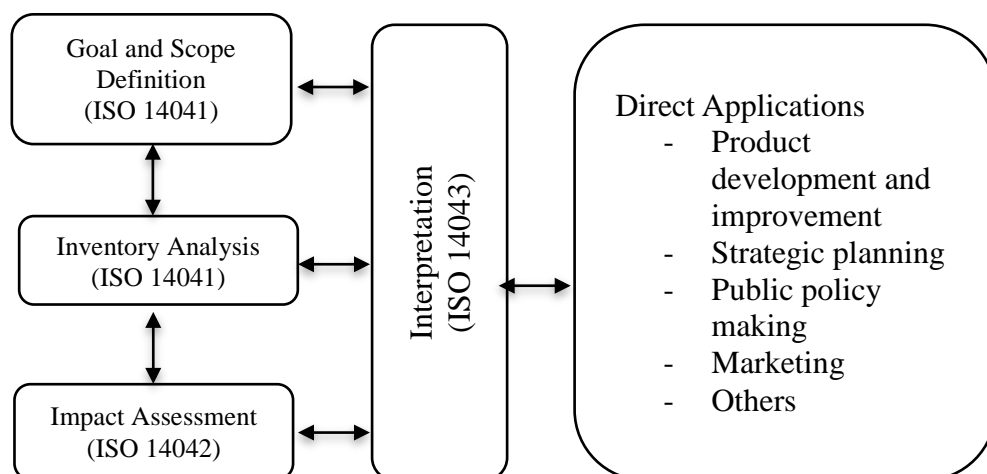 Goal and Scope
Definition
(ISO 14041)
Inventory Analysis
(ISO 14041)
Impact Assessment
(ISO 14042)
Interpretation
(ISO 14043)
Direct Applications
- Product
development and
improvement
- Strategic planning
- Public policy
making
- Marketing
- Others